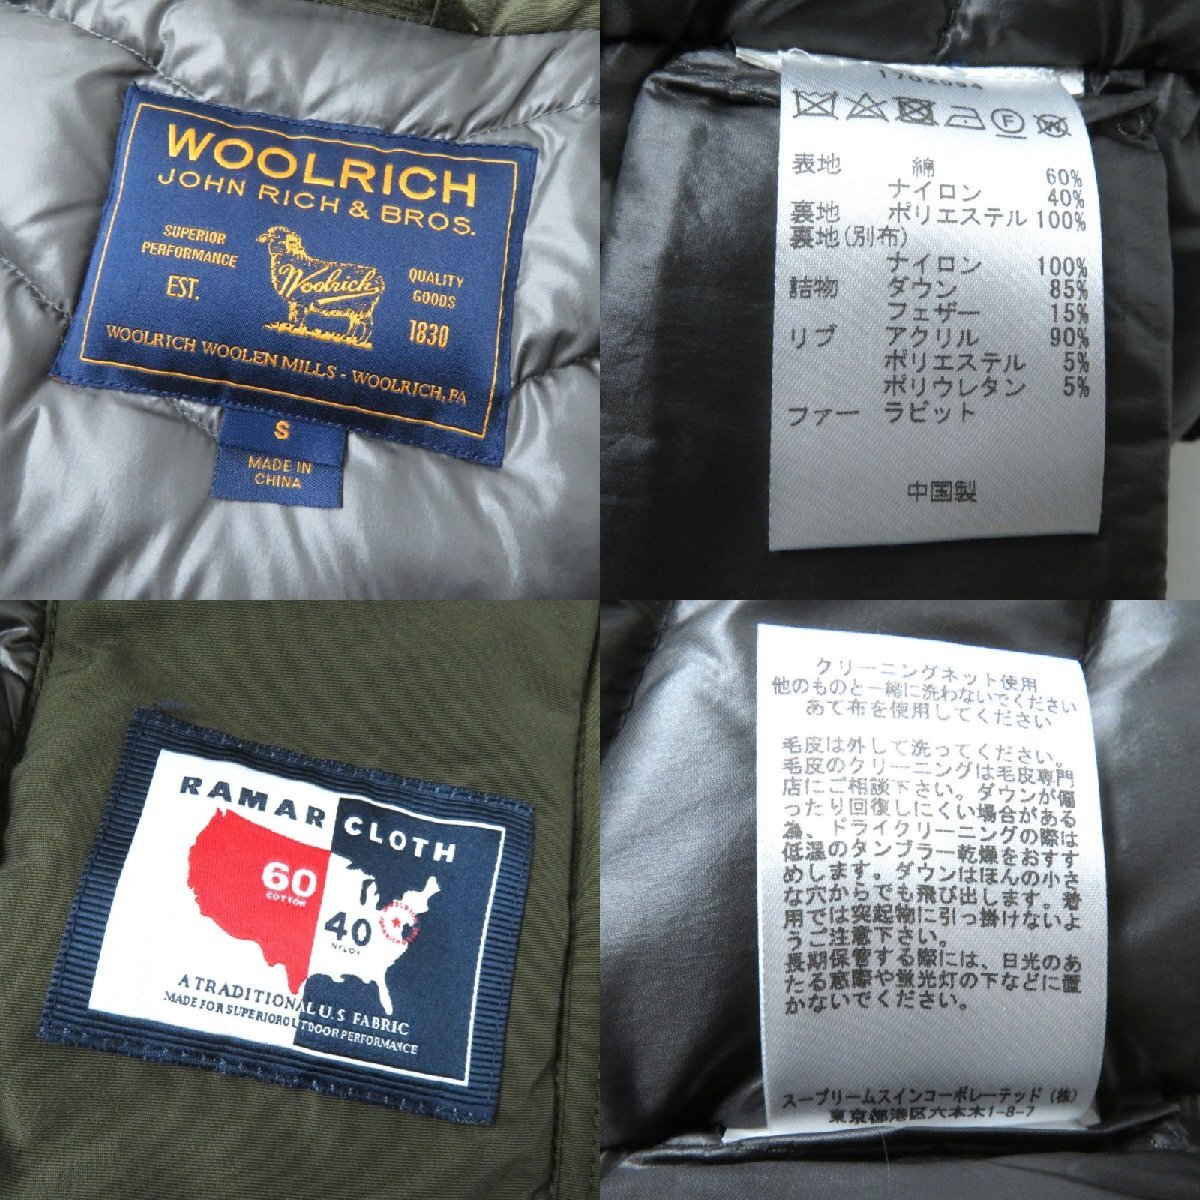 WOOLRICH
JOHN RICH & BROS.
SUPERIOR
PERFORMANCE
EST.
Woolrich
QUALITY
GOODS
1830
WOOLRICH WOOLEN MILLS - WOOLRICH, PA
S
MADE IN
CHINA
F
W
表地 綿 60%
ナイロン 40%
裏地 ポリエステル 100%
裏地(別布)
ナイロン 100%
詰物 ダウン 85%
フェザー 15%
リブ アクリル 90%
ポリエステル 5%
ポリウレタン 5%
ファー ラビット
中国製
RAMAR CLOTH
60
COTTON
40
NYLON
A TRADITIONAL U.S FABRIC
MADE FOR SUPERIOR OUTDOOR PERFORMANCE
クリーニングネット使用
他のものと一緒に洗わないでください
あて布を使用してください
毛皮は外して洗ってください。
毛皮のクリーニングは毛皮専門
店にご相談下さい。ダウンが偏
ったり回復しにくい場合がある
為、ドライクリーニングの際は
低温のタンブラー乾燥をおすす
めします。ダウンはほんの小さ
な穴からでも飛び出します。着
用では突起物に引っ掛けないよ
うご注意下さい。
長期保管する際には、日光のあ
たる窓際や蛍光灯の下などに置
かないでください。
スープリームスインコーポレーテッド(株)
東京都港区六本木1-8-7